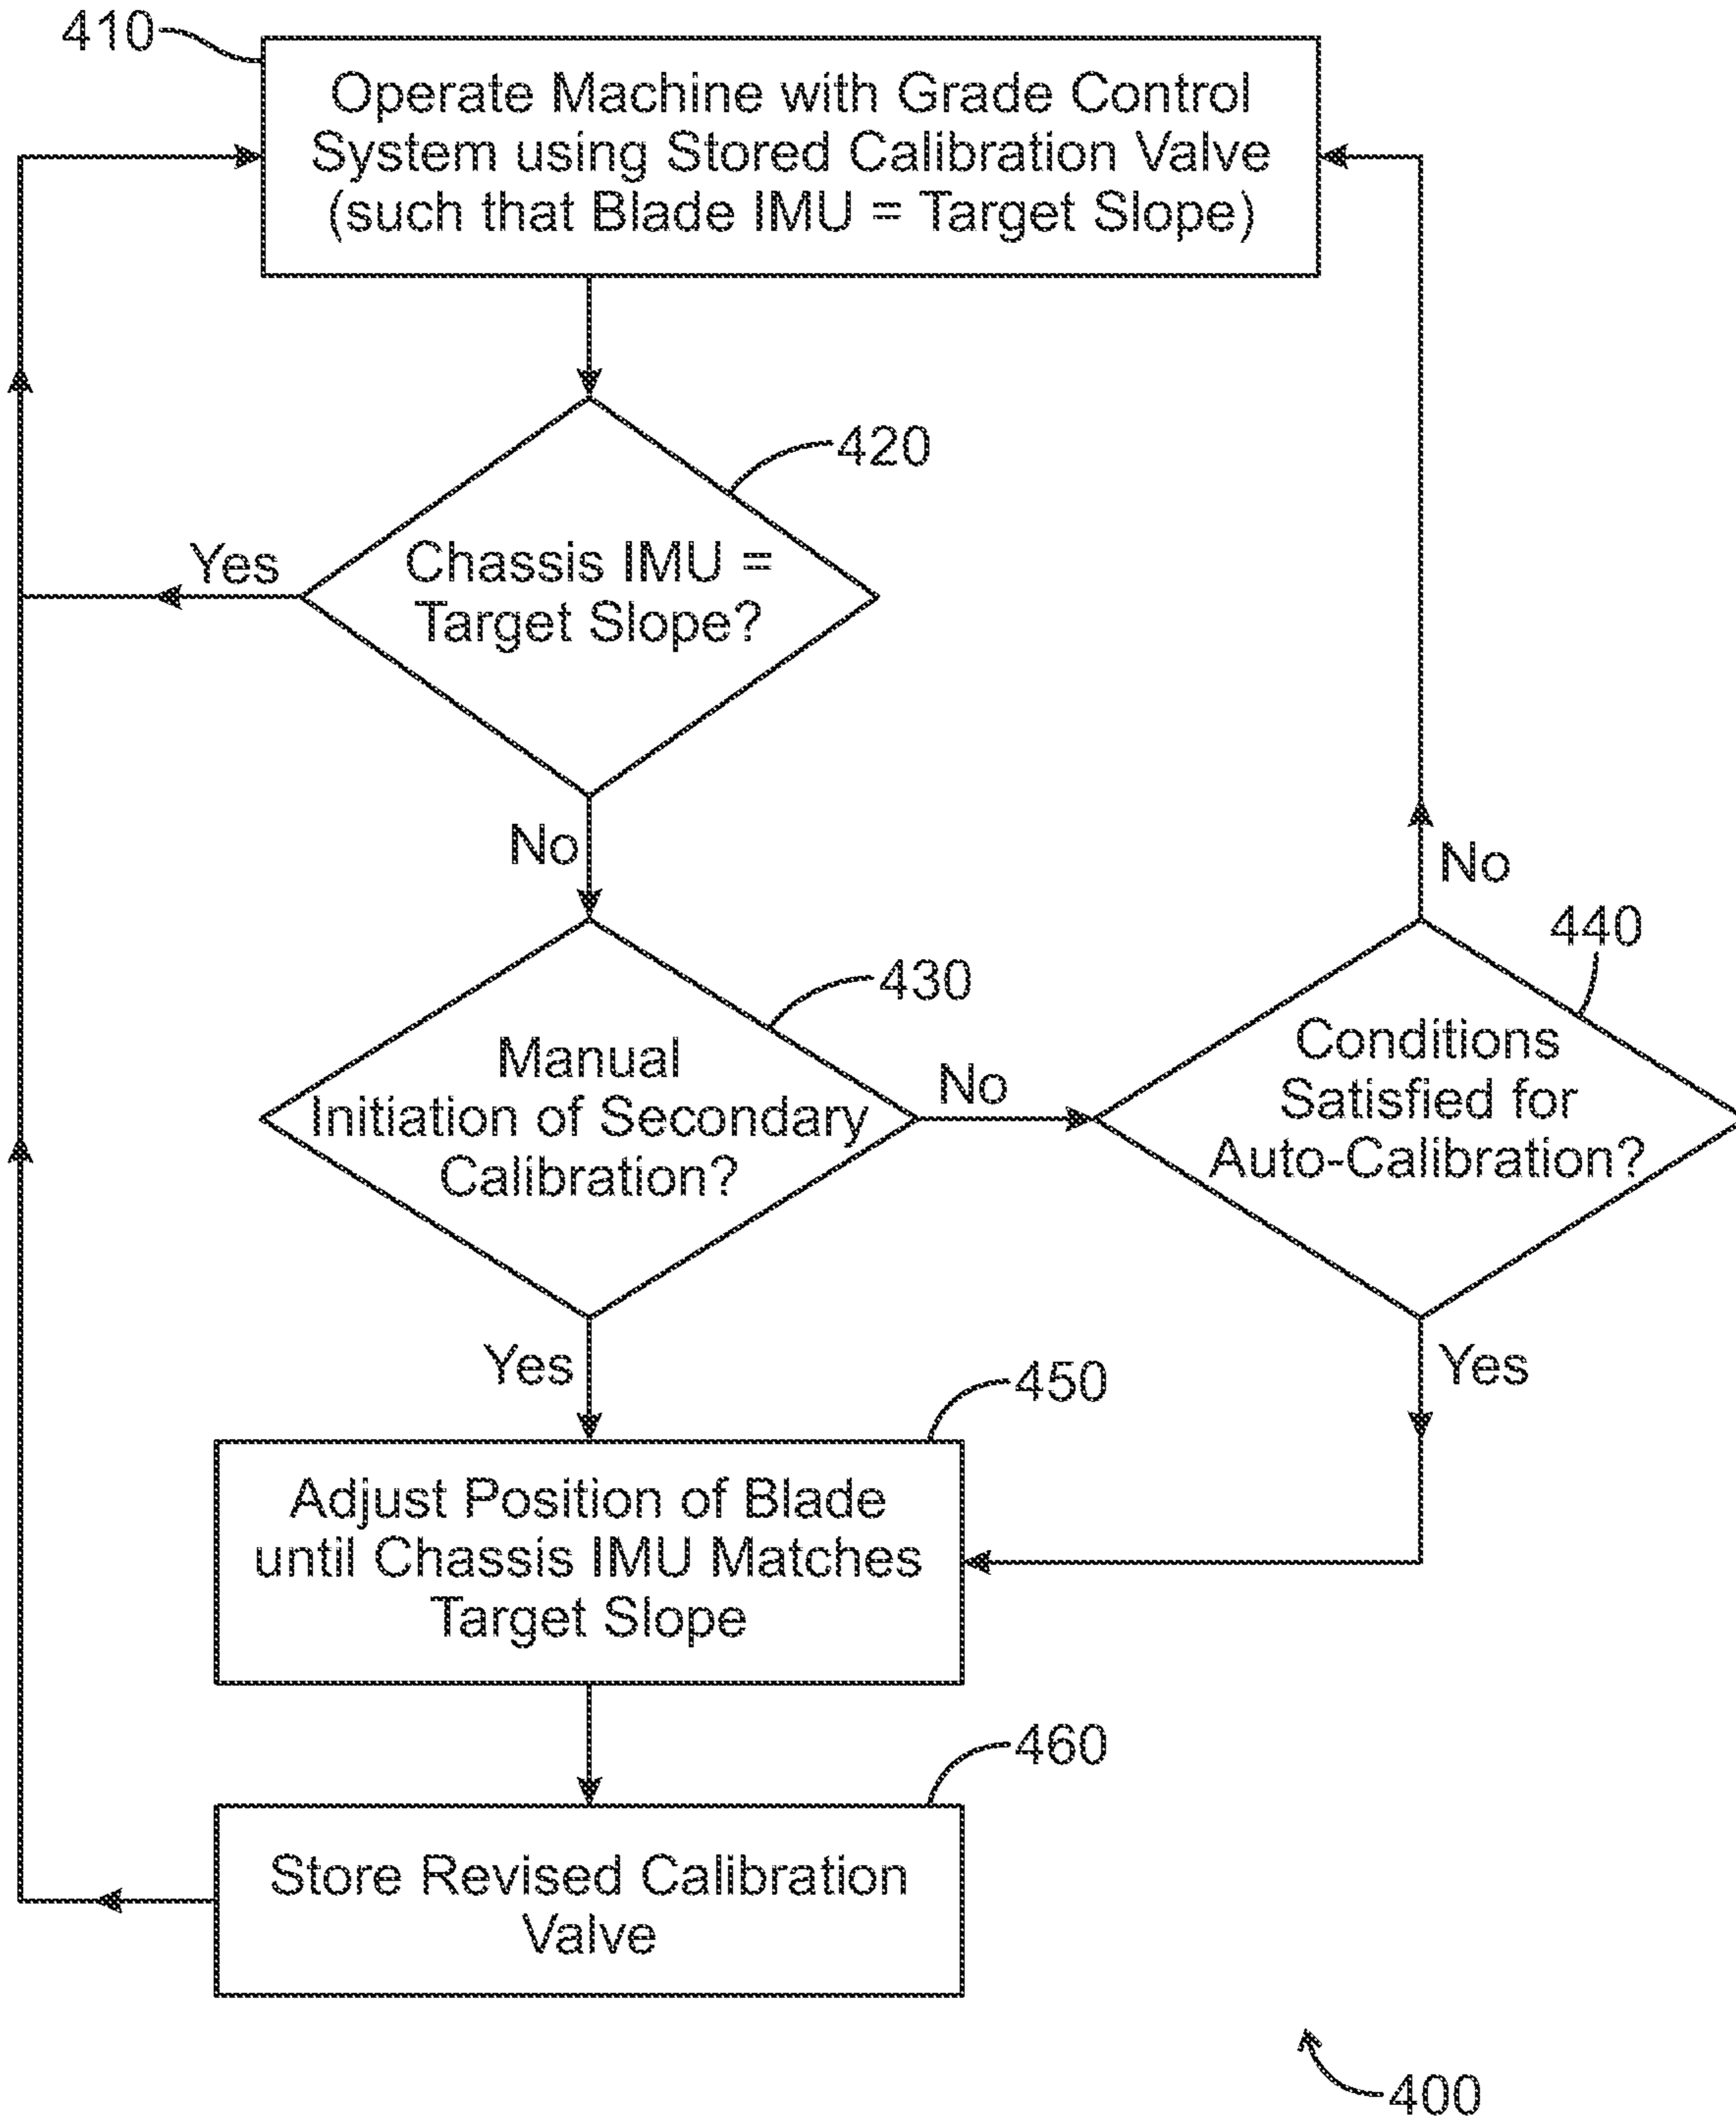 410
Operate Machine with Grade Control
System using Stored Calibration Valve
(such that Blade IMU = Target Slope)
420
Yes
Chassis IMU =
Target Slope?
No
No
440
430
Manual
Initiation of Secondary
Calibration?
No
Conditions
Satisfied for
Auto-Calibration?
Yes
Yes
450
Adjust Position of Blade
until Chassis IMU Matches
Target Slope
460
Store Revised Calibration
Valve
400